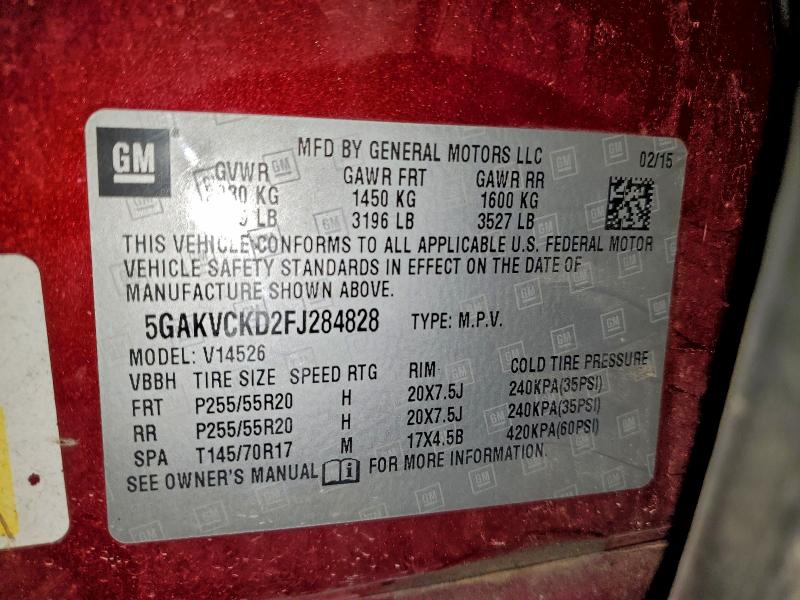 GM
MFD BY GENERAL MOTORS LLC 02/15
GVWR GAWR FRT GAWR RR
KG 1450 KG 1600 KG
LB 3196 LB 3527 LB
THIS VEHICLE CONFORMS TO ALL APPLICABLE U.S. FEDERAL MOTOR
VEHICLE SAFETY STANDARDS IN EFFECT ON THE DATE OF
MANUFACTURE SHOWN ABOVE.
5GAKVCKD2FJ284828 TYPE: M.P.V.
MODEL: V14526
VBBH TIRE SIZE SPEED RTG RIM COLD TIRE PRESSURE
FRT P255/55R20 H 20X7.5J 240KPA(35PSI)
RR P255/55R20 H 20X7.5J 240KPA(35PSI)
SPA T145/70R17 M 17X4.5B 420KPA(60PSI)
SEE OWNER'S MANUAL FOR MORE INFORMATION.